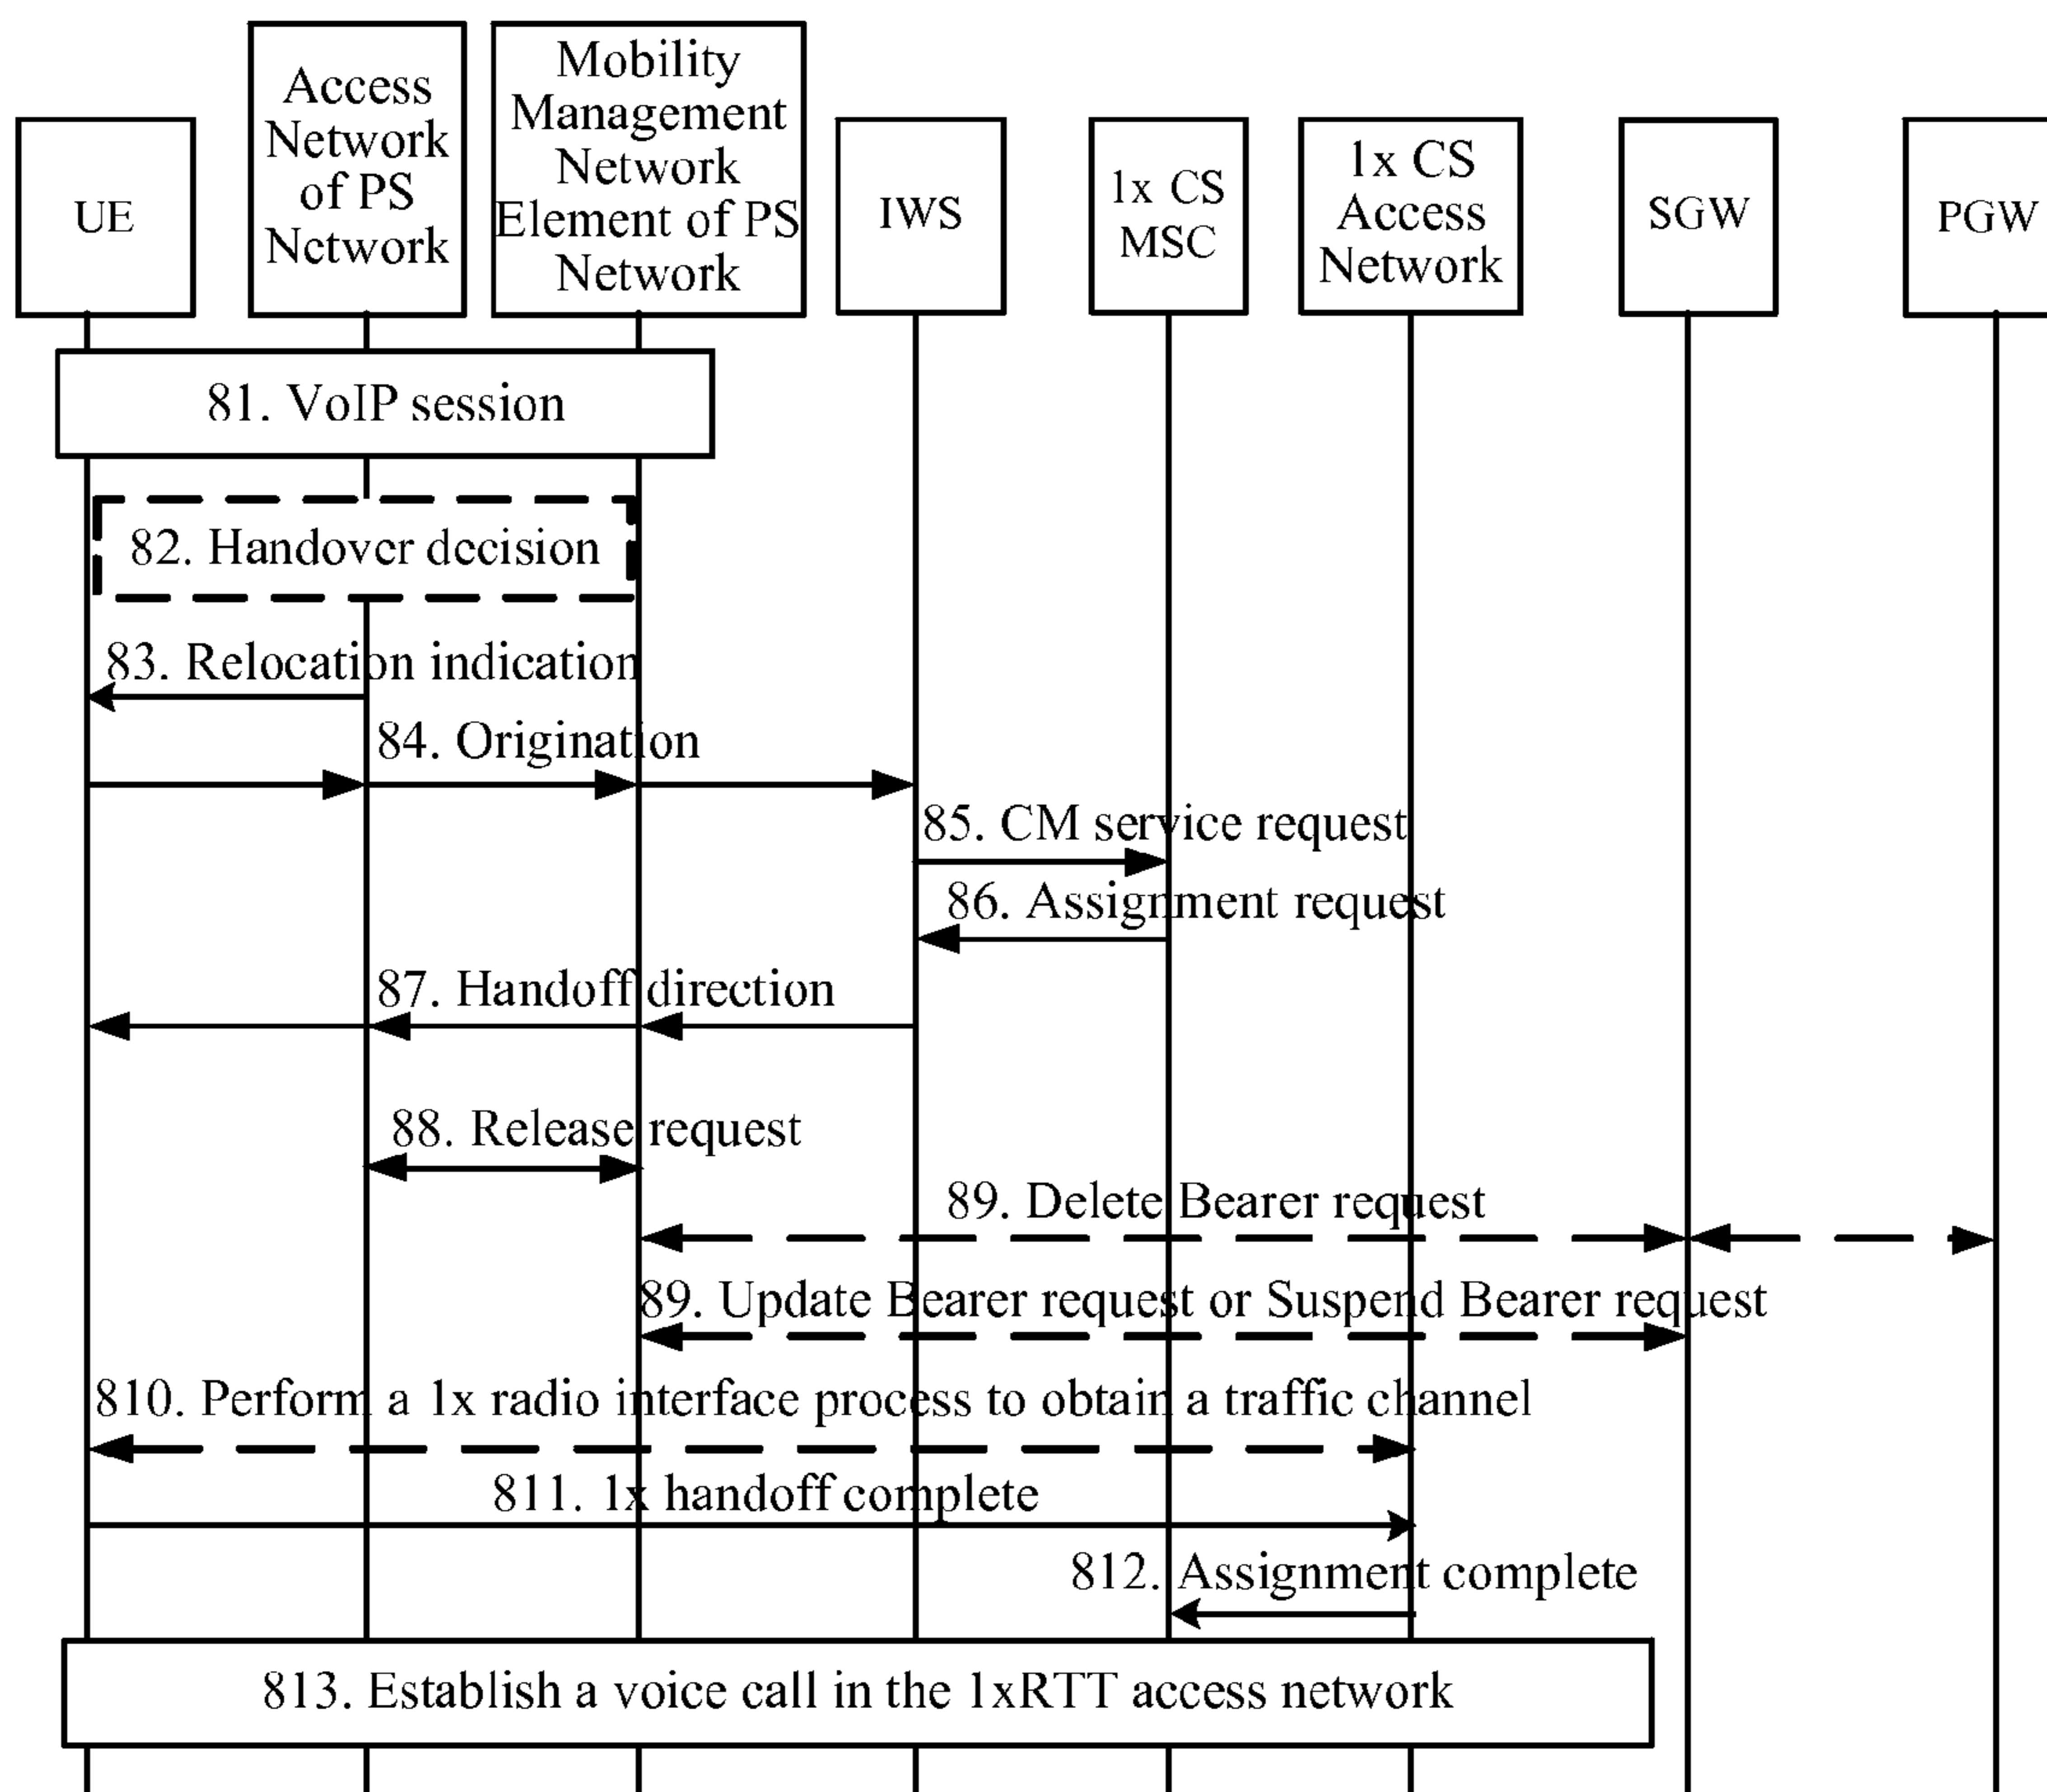 UE
Access
Network
of PS
Network
Mobility
Management
Network
Element of PS
Network
IWS
1x CS
MSC
1x CS
Access
Network
SGW
PGW
81. VoIP session
82. Handover decision
83. Relocation indication
84. Origination
85. CM service request
86. Assignment request
87. Handoff direction
88. Release request
89. Delete Bearer request
89. Update Bearer request or Suspend Bearer request
810. Perform a 1x radio interface process to obtain a traffic channel
811. 1x handoff complete
812. Assignment complete
813. Establish a voice call in the 1xRTT access network